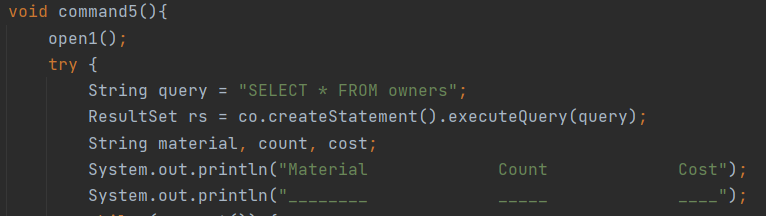 void command5(){
open1();
try {
String query = "SELECT * FROM owners";
ResultSet rs = co.createStatement().executeQuery(query);
String material, count, cost;
System.out.println("Material             Count             Cost");
System.out.println("________             _____             ____");